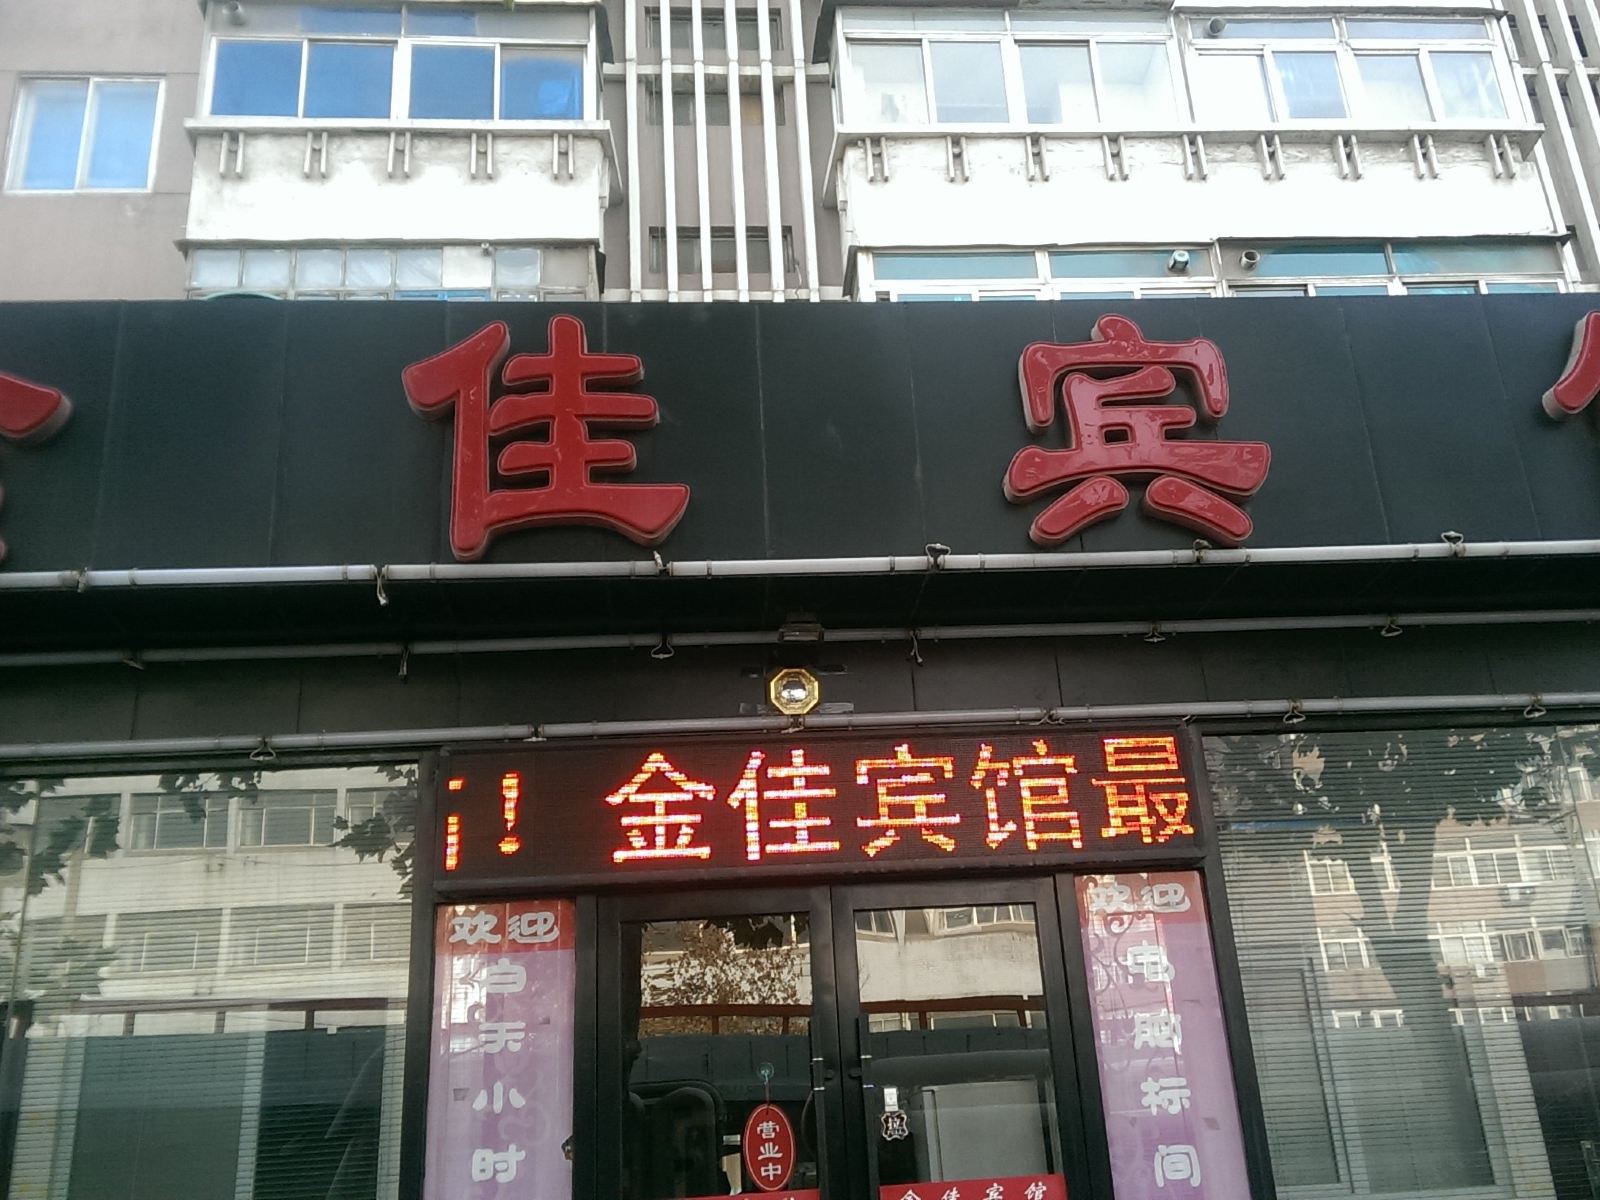 佳宾
! 金佳宾馆最
欢迎
白天小时
欢迎
电脑标间
营业中
金佳宾馆